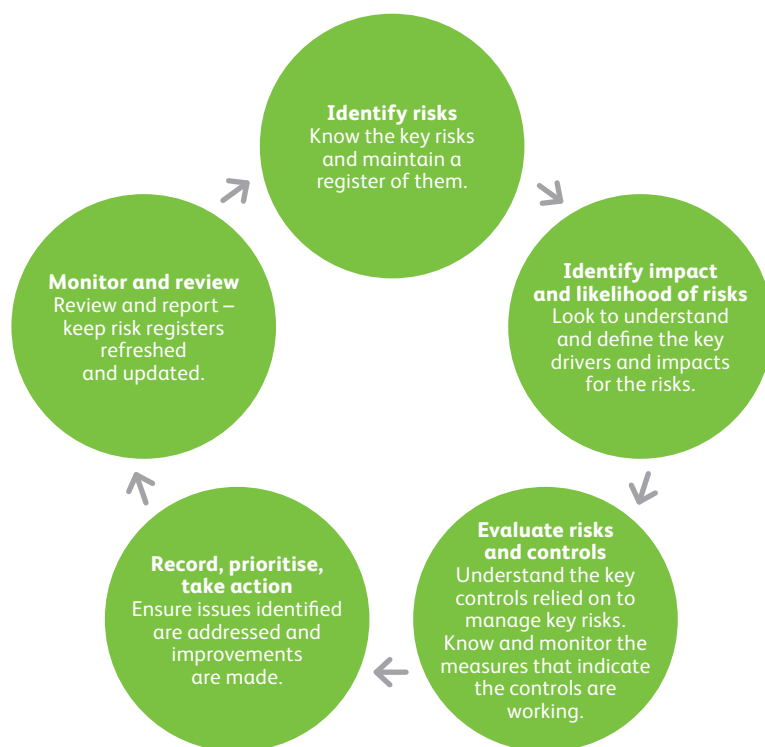 Identify risks
Know the key risks
and maintain a
register of them.
Identify impact
and likelihood of risks
Look to understand
and define the key
drivers and impacts
for the risks.
Evaluate risks
and controls
Understand the key
controls relied on to
manage key risks.
Know and monitor the
measures that indicate
the controls are
working.
Record, prioritise,
take action
Ensure issues identified
are addressed and
improvements
are made.
Monitor and review
Review and report –
keep risk registers
refreshed
and updated.